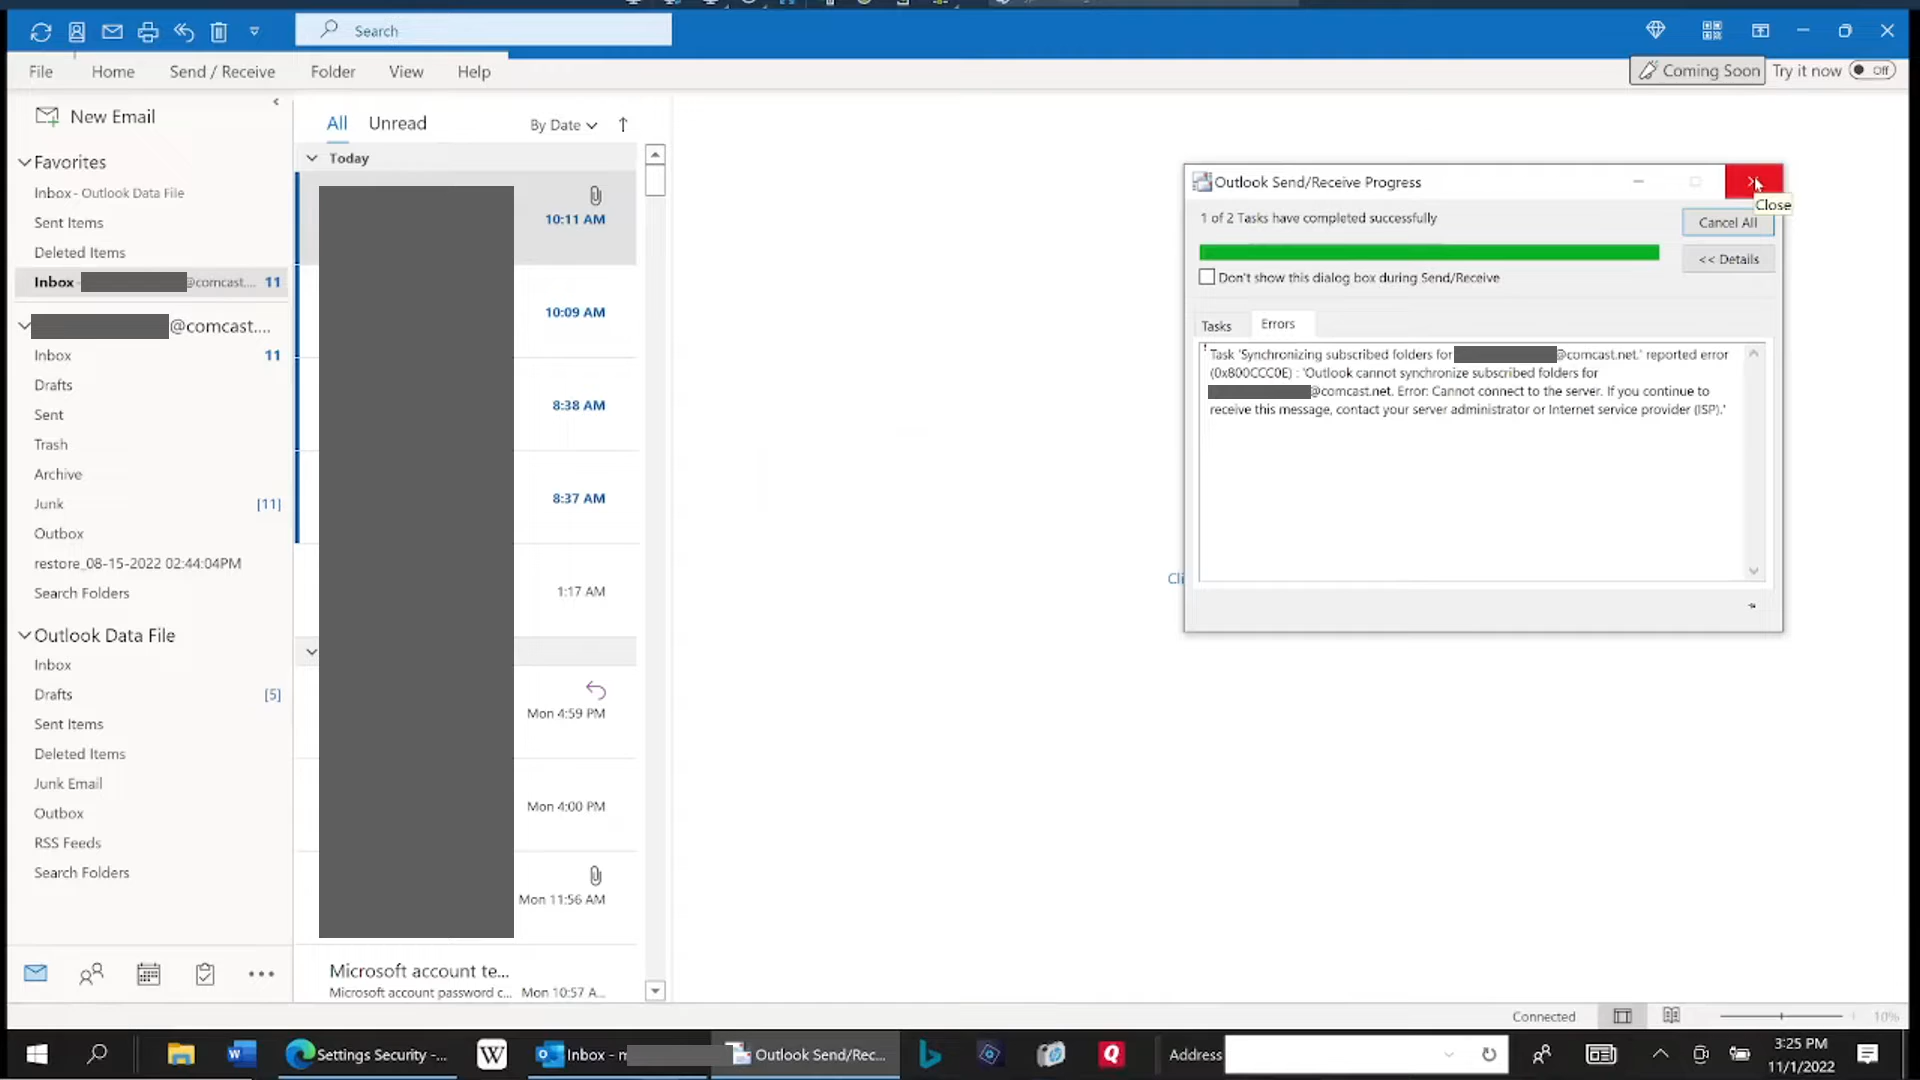 Search
File Home Send / Receive Folder View Help
Coming Soon Try it now Off
New Email
Favorites
Inbox - Outlook Data File
Sent Items
Deleted Items
Inbox - @comcast.... 11
@comcast....
Inbox 11
Drafts
Sent
Trash
Archive
Junk [11]
Outbox
restore_08-15-2022 02:44:04PM
Search Folders
Outlook Data File
Inbox
Drafts [5]
Sent Items
Deleted Items
Junk Email
Outbox
RSS Feeds
Search Folders
All Unread By Date
Today
10:11 AM
10:09 AM
8:38 AM
8:37 AM
1:17 AM
Mon 4:59 PM
Mon 4:00 PM
Mon 11:56 AM
Microsoft account te...
Microsoft account password c... Mon 10:57 A...
Cli
Outlook Send/Receive Progress
Close
1 of 2 Tasks have completed successfully
Cancel All
<< Details
Don't show this dialog box during Send/Receive
Tasks Errors
Task 'Synchronizing subscribed folders for @comcast.net.' reported error
(0x800CCC0E) : 'Outlook cannot synchronize subscribed folders for
@comcast.net. Error: Cannot connect to the server. If you continue to
receive this message, contact your server administrator or Internet service provider (ISP).'
Connected 10%
W Settings Security -... W Inbox - m Outlook Send/Rec... Q Address
3:25 PM
11/1/2022